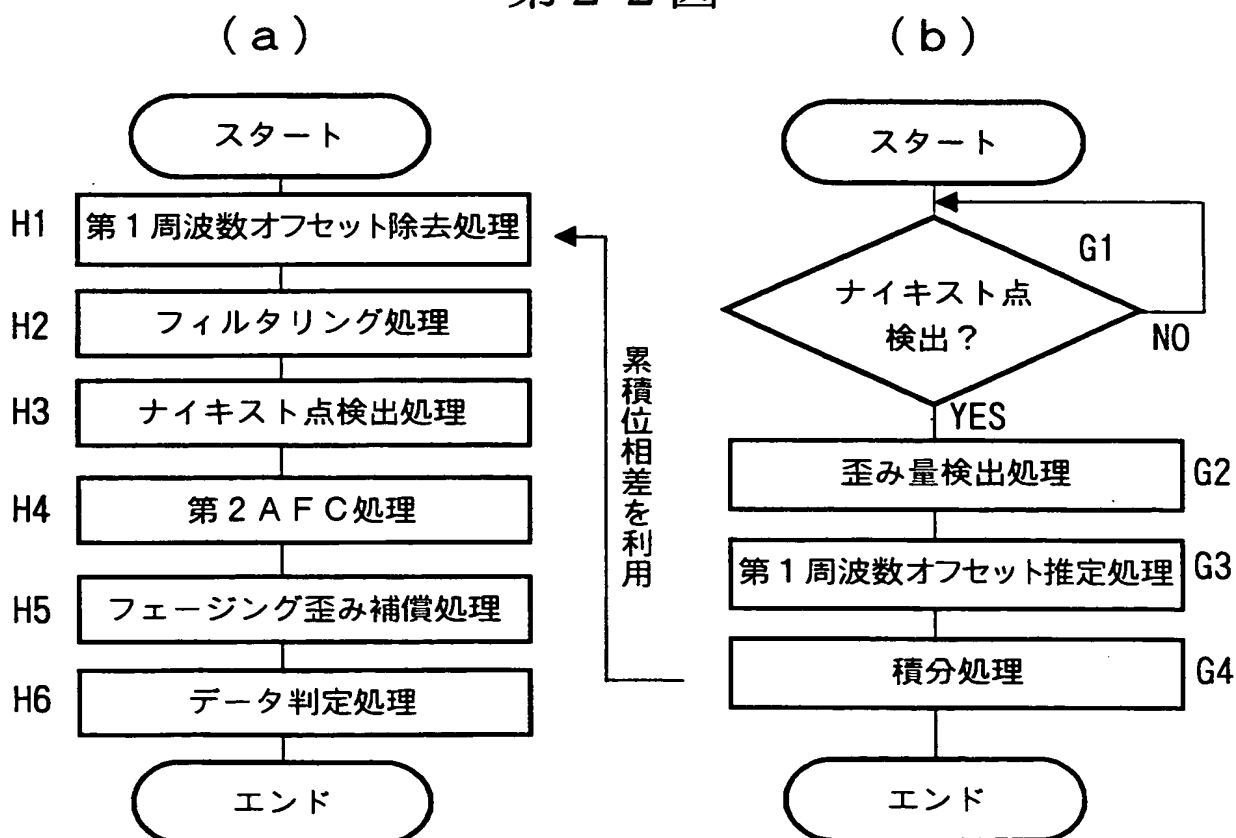 第22図
(a)
スタート
H1 第1周波数オフセット除去処理
H2 フィルタリング処理
H3 ナイキスト点検出処理
H4 第2AFC処理
H5 フェージング歪み補償処理
H6 データ判定処理
エンド
累積位相差を利用
(b)
スタート
G1
ナイキスト点
検出？
NO
YES
歪み量検出処理 G2
第1周波数オフセット推定処理 G3
積分処理 G4
エンド